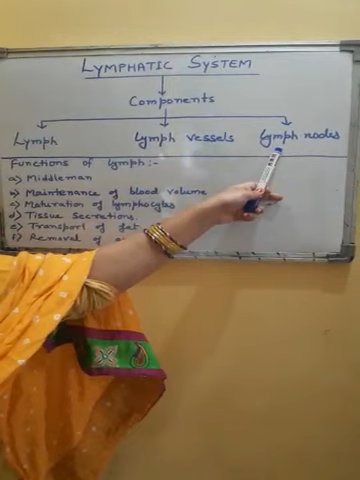 LYMPHATIC SYSTEM
Components
Lymph Lymph vessels Lymph nodes
Functions of lymph :-
a) Middleman
b) Maintenance of blood volume
c) Maturation of lymphocytes
d) Tissue Secretions.
e) Transport of fat
f) Removal of